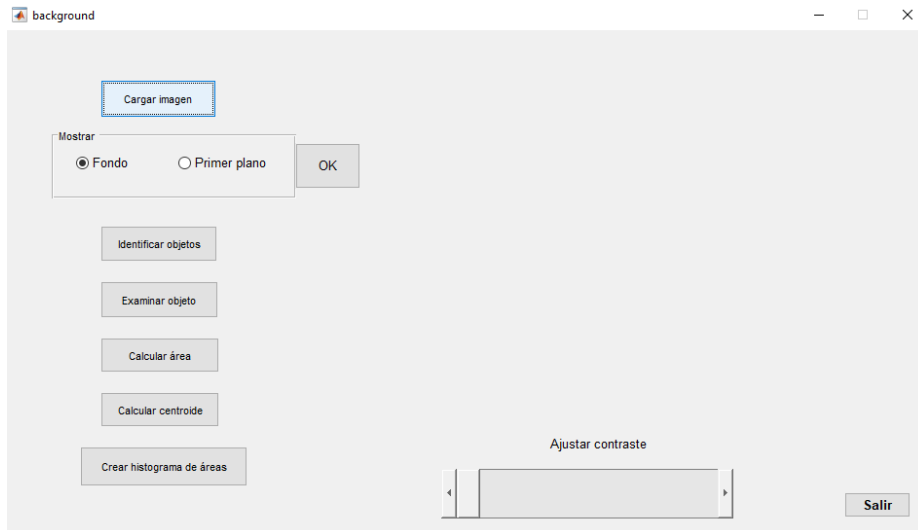 background
Cargar imagen
Mostrar
Fondo
Primer plano
OK
Identificar objetos
Examinar objeto
Calcular área
Calcular centroide
Crear histograma de áreas
Ajustar contraste
Salir